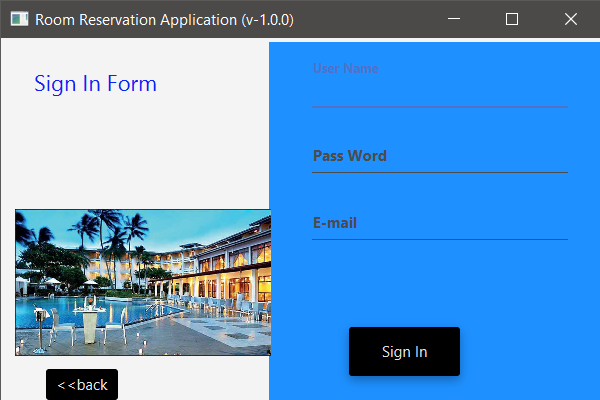 Room Reservation Application (v-1.0.0)
Sign In Form
User Name
Pass Word
E-mail
Sign In
<<back